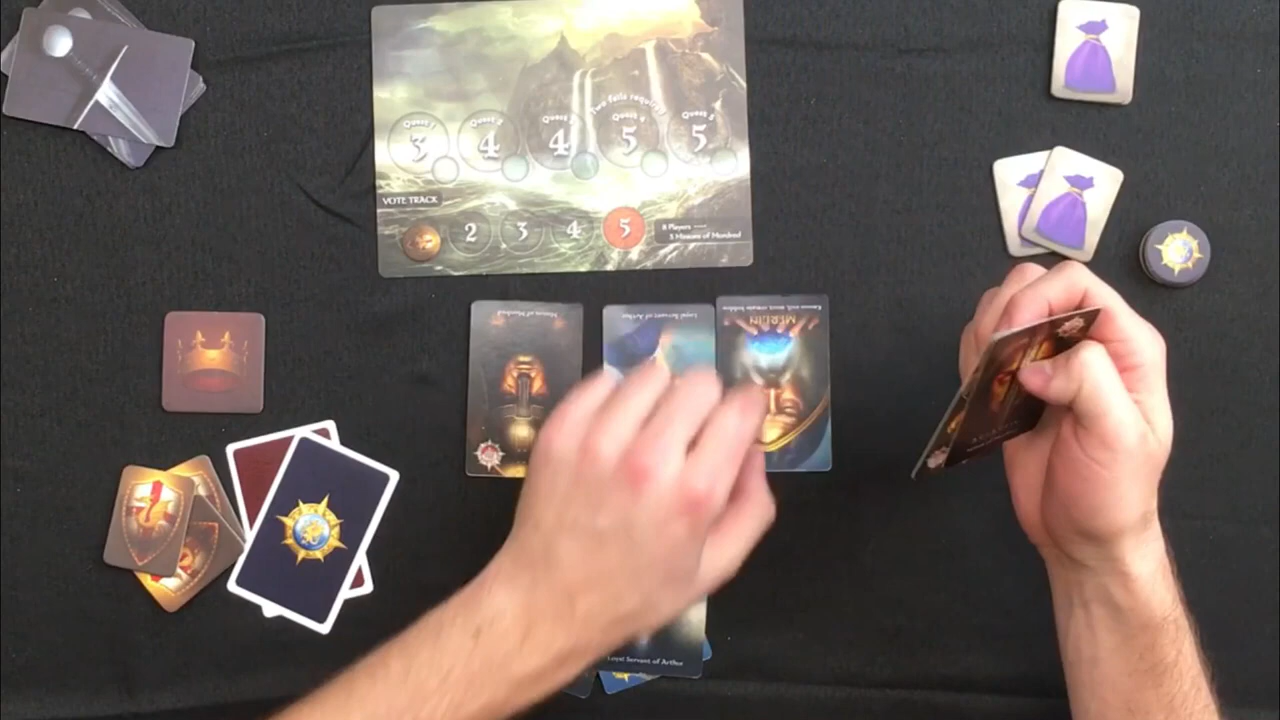 Two fails required
Quest 1
Quest 2
Quest
Quest 4
Quest 5
3
4
4
5
5
VOTE TRACK
2
3
4
5
8 Players
3 Minions of Mordred
Minion of Mordred
Loyal Servant of Arthur
MERLIN
Loyal Servant of Arthur